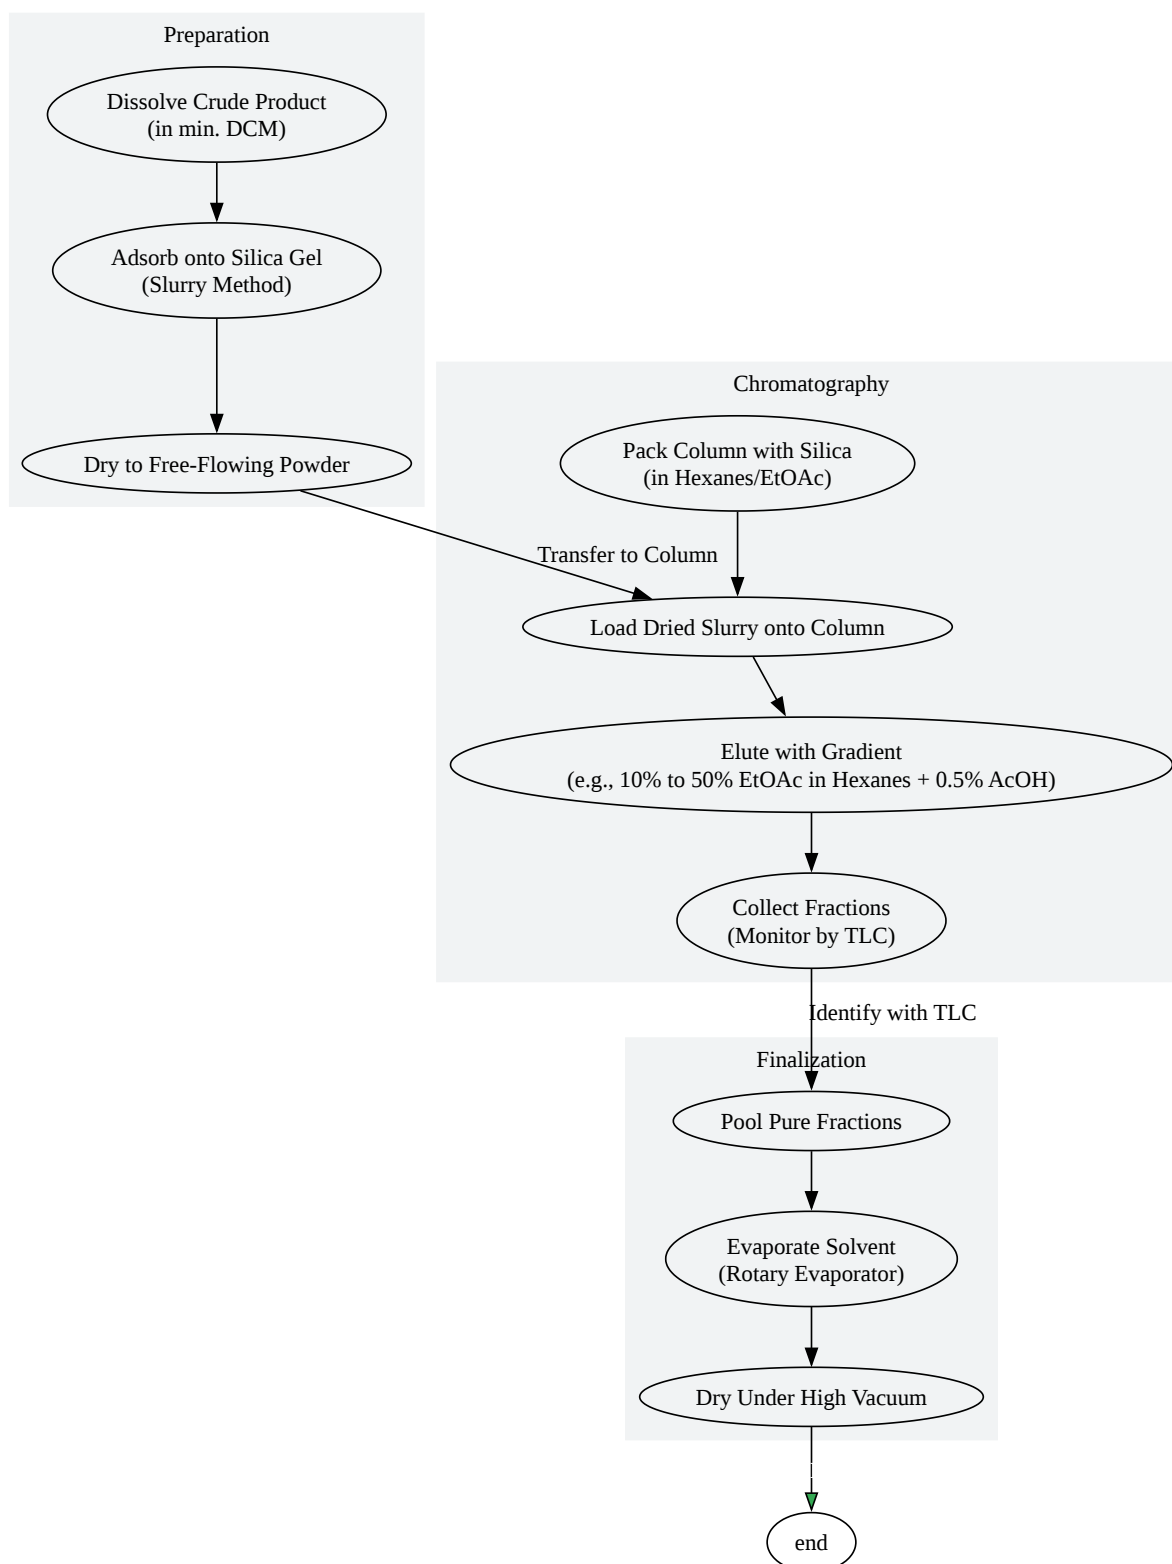 Preparation
Dissolve Crude Product
(in min. DCM)
Adsorb onto Silica Gel
(Slurry Method)
Dry to Free-Flowing Powder
Chromatography
Pack Column with Silica
(in Hexanes/EtOAc)
Transfer to Column
Load Dried Slurry onto Column
Elute with Gradient
(e.g., 10% to 50% EtOAc in Hexanes + 0.5% AcOH)
Collect Fractions
(Monitor by TLC)
Identify with TLC
Finalization
Pool Pure Fractions
Evaporate Solvent
(Rotary Evaporator)
Dry Under High Vacuum
end